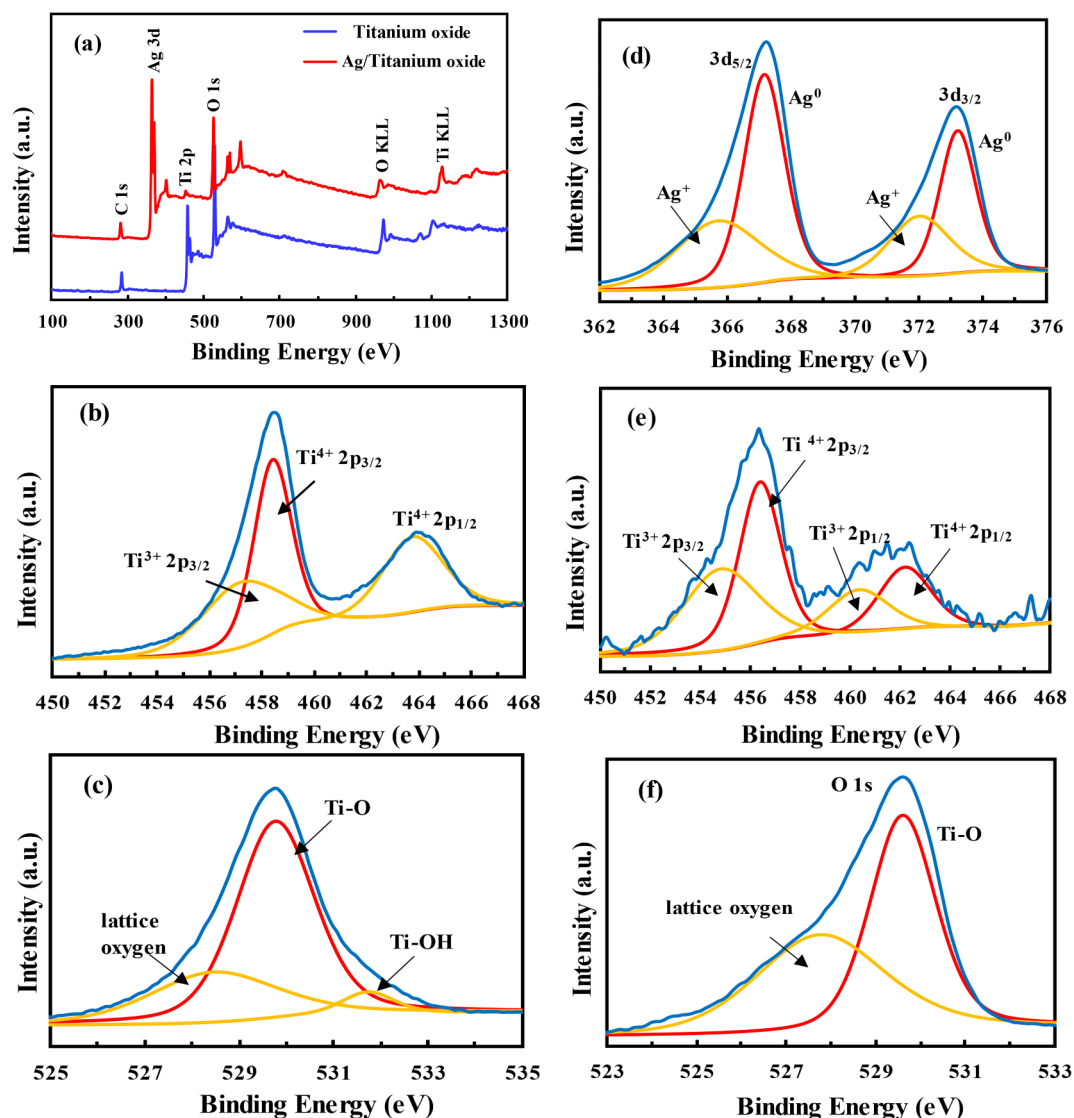 (a)
Titanium oxide
Ag/Titanium oxide
C 1s
Ag 3d
Ti 2p
O 1s
O KLL
Ti KLL
Intensity (a.u.)
100 300 500 700 900 1100 1300
Binding Energy (eV)
(d)
3d5/2
Ag⁰
3d3/2
Ag⁰
Ag⁺
Ag⁺
Intensity (a.u.)
362 364 366 368 370 372 374 376
Binding Energy (eV)
(b)
Ti⁴⁺ 2p3/2
Ti⁴⁺ 2p1/2
Ti³⁺ 2p3/2
Intensity (a.u.)
450 452 454 456 458 460 462 464 466 468
Binding Energy (eV)
(e)
Ti ⁴⁺ 2p3/2
Ti³⁺ 2p3/2
Ti³⁺ 2p1/2
Ti⁴⁺ 2p1/2
Intensity (a.u.)
450 452 454 456 458 460 462 464 466 468
Binding Energy (eV)
(c)
Ti-O
lattice
oxygen
Ti-OH
Intensity (a.u.)
525 527 529 531 533 535
Binding Energy (eV)
(f)
O 1s
Ti-O
lattice oxygen
Intensity (a.u.)
523 525 527 529 531 533
Binding Energy (eV)